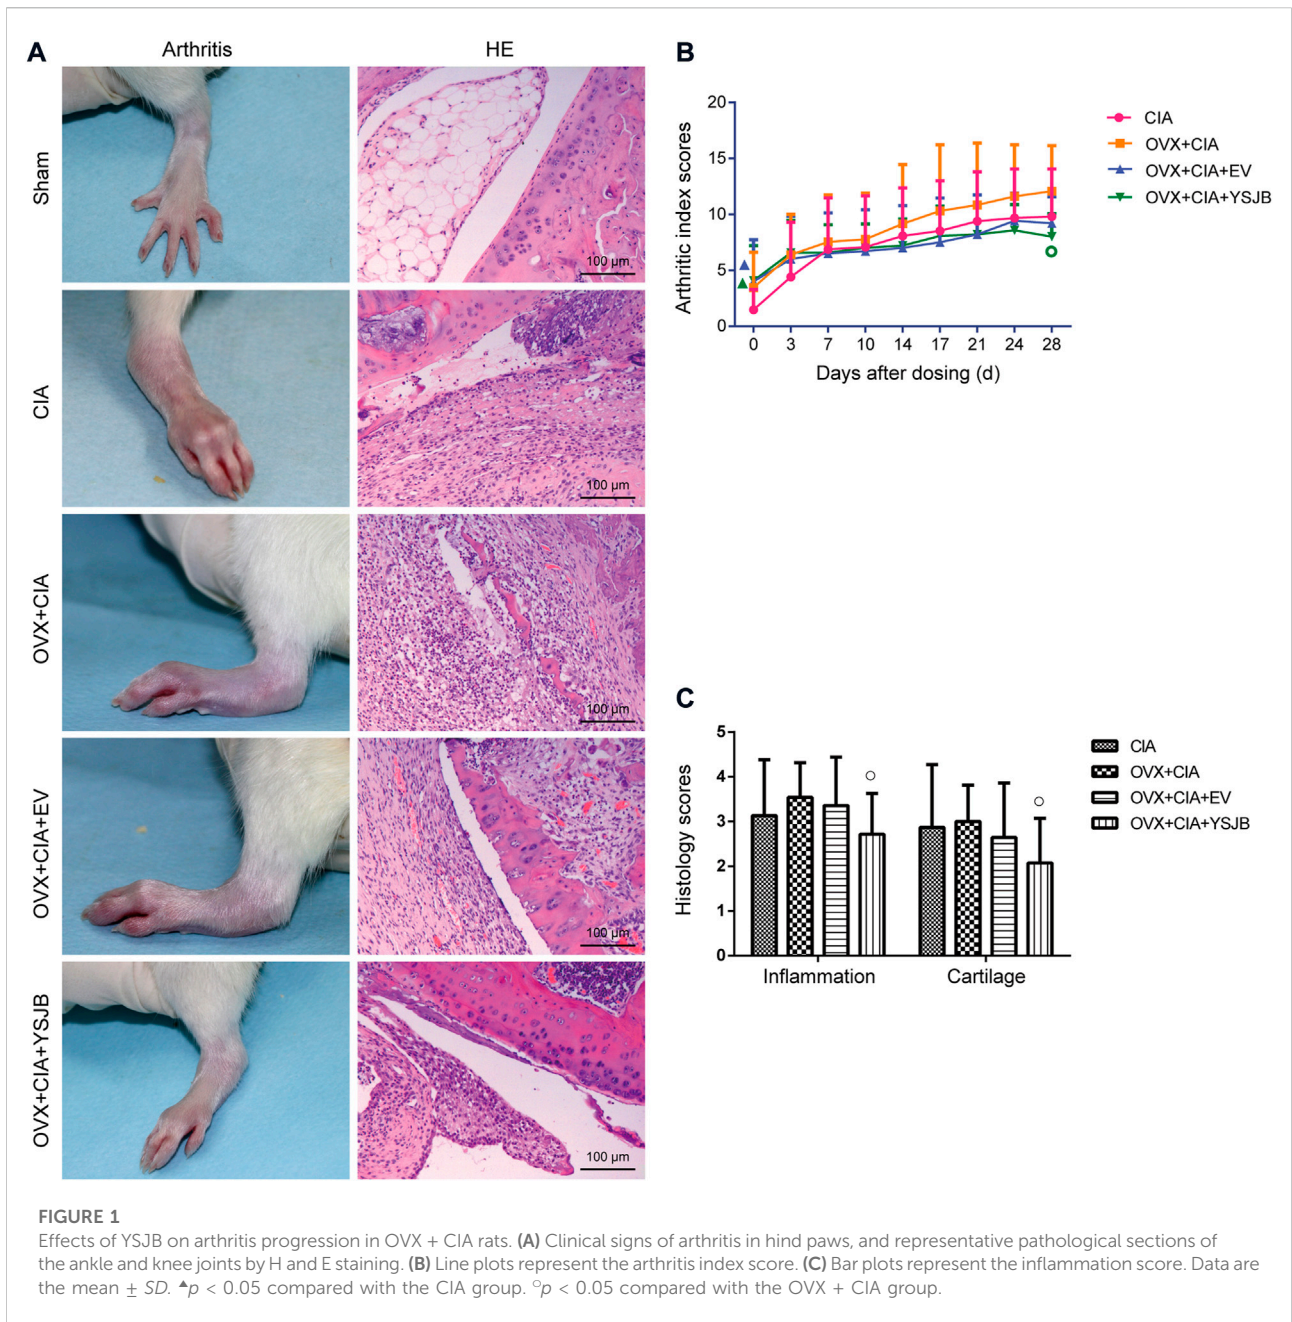 A
Arthritis
HE
Sham
100 µm
CIA
100 µm
OVX+CIA
100 µm
OVX+CIA+EV
100 µm
OVX+CIA+YSJB
100 µm
B
Arthritic index scores
20
15
10
5
0
0 3 7 10 14 17 21 24 28
Days after dosing (d)
CIA
OVX+CIA
OVX+CIA+EV
OVX+CIA+YSJB
C
Histology scores
5
4
3
2
1
0
Inflammation Cartilage
CIA
OVX+CIA
OVX+CIA+EV
OVX+CIA+YSJB
FIGURE 1
Effects of YSJB on arthritis progression in OVX + CIA rats. (A) Clinical signs of arthritis in hind paws, and representative pathological sections of
the ankle and knee joints by H and E staining. (B) Line plots represent the arthritis index score. (C) Bar plots represent the inflammation score. Data are
the mean ± SD. ▲p < 0.05 compared with the CIA group. ○p < 0.05 compared with the OVX + CIA group.